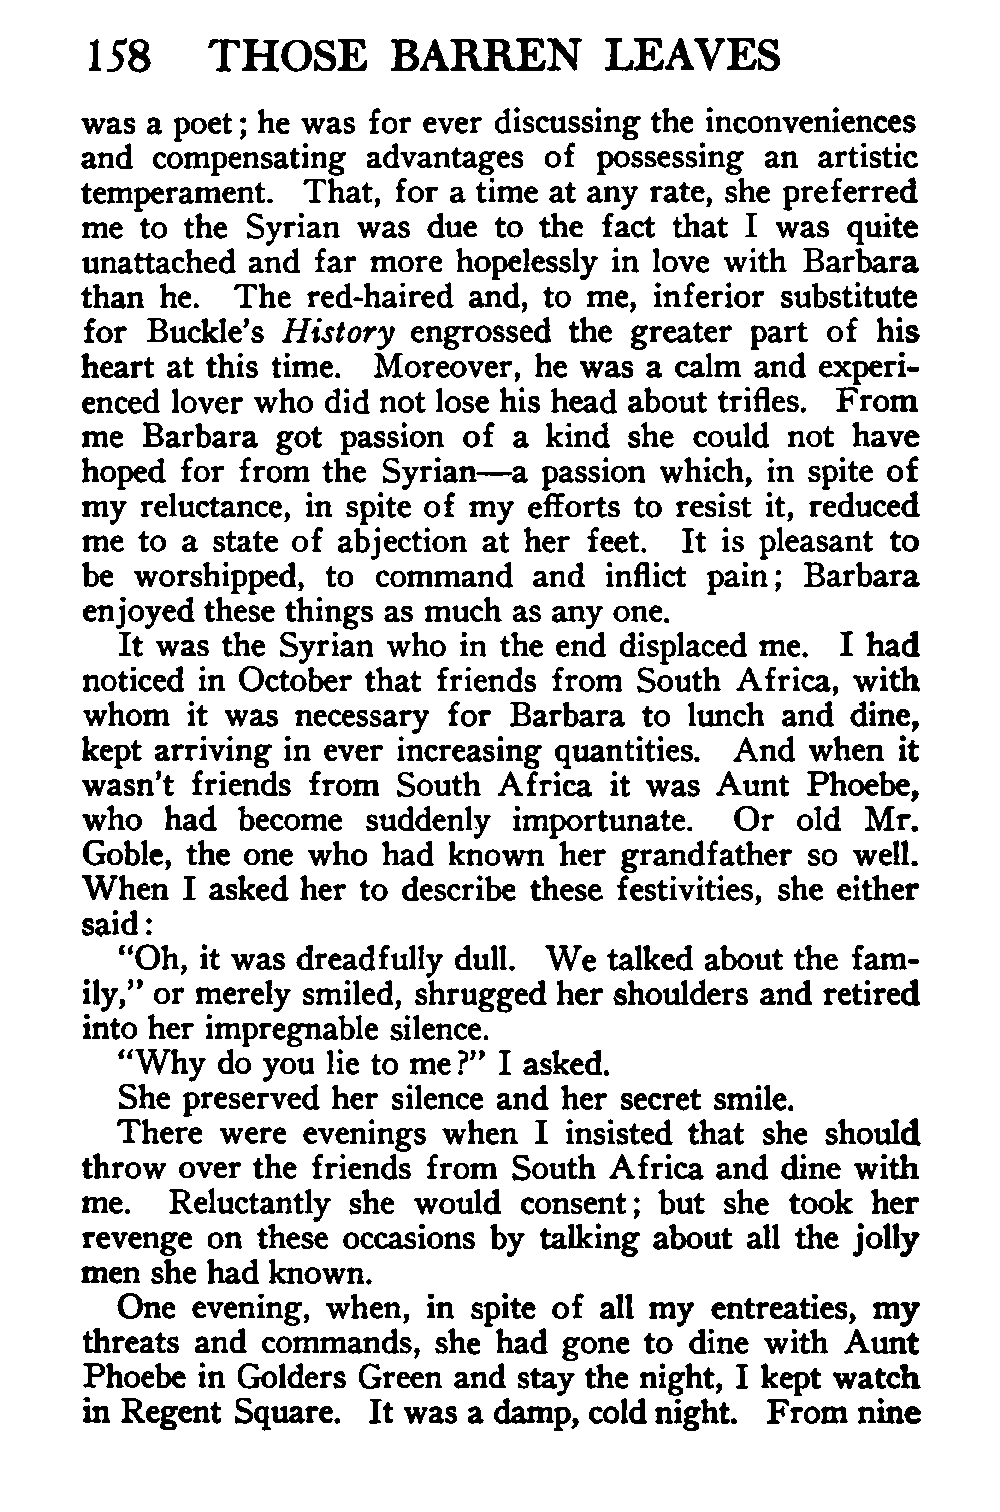 158 THOSE BARREN LEAVES
was a poet; he was for ever discussing the inconveniences
and compensating advantages of possessing an artistic
temperament. That, for a time at any rate, she preferred
me to the Syrian was due to the fact that I was quite
unattached and far more hopelessly in love with Barbara
than he. The red-haired and, to me, inferior substitute
for Buckle's History engrossed the greater part of his
heart at this time. Moreover, he was a calm and experi-
enced lover who did not lose his head about trifles. From
me Barbara got passion of a kind she could not have
hoped for from the Syrian—a passion which, in spite of
my reluctance, in spite of my efforts to resist it, reduced
me to a state of abjection at her feet. It is pleasant to
be worshipped, to command and inflict pain; Barbara
enjoyed these things as much as any one.
It was the Syrian who in the end displaced me. I had
noticed in October that friends from South Africa, with
whom it was necessary for Barbara to lunch and dine,
kept arriving in ever increasing quantities. And when it
wasn't friends from South Africa it was Aunt Phoebe,
who had become suddenly importunate. Or old Mr.
Goble, the one who had known her grandfather so well.
When I asked her to describe these festivities, she either
said:
"Oh, it was dreadfully dull. We talked about the fam-
ily," or merely smiled, shrugged her shoulders and retired
into her impregnable silence.
"Why do you lie to me?" I asked.
She preserved her silence and her secret smile.
There were evenings when I insisted that she should
throw over the friends from South Africa and dine with
me. Reluctantly she would consent; but she took her
revenge on these occasions by talking about all the jolly
men she had known.
One evening, when, in spite of all my entreaties, my
threats and commands, she had gone to dine with Aunt
Phoebe in Golders Green and stay the night, I kept watch
in Regent Square. It was a damp, cold night. From nine